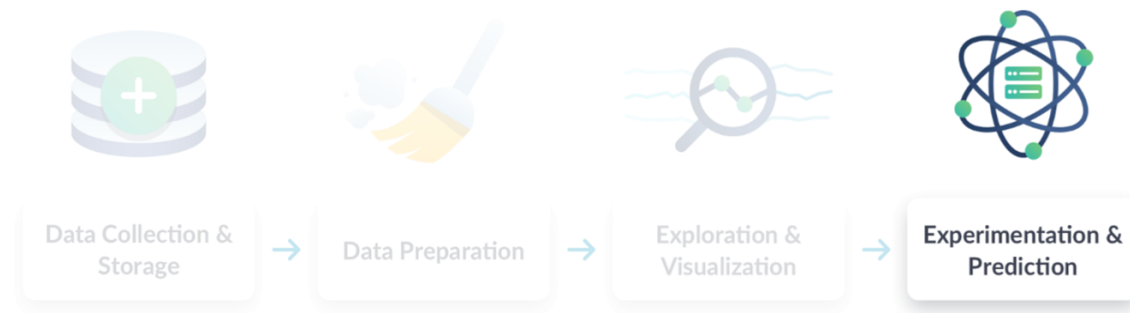 Data Collection &
Storage
Data Preparation
Exploration &
Visualization
Experimentation &
Prediction